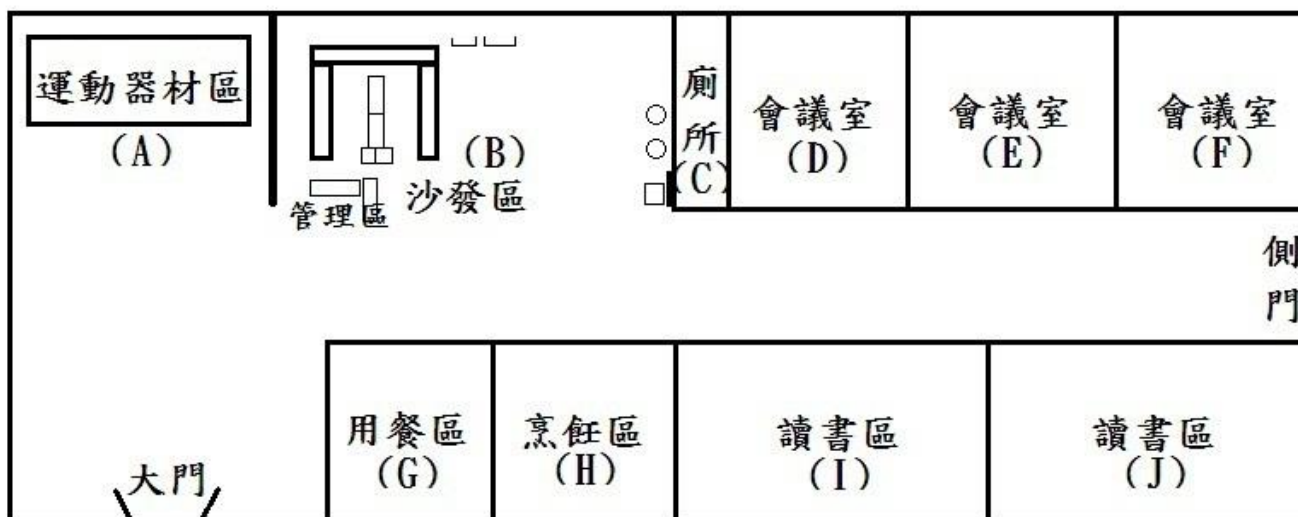 運動器材區
(A)
(B)
沙發區
管理區
廁所
(C)
會議室
(D)
會議室
(E)
會議室
(F)
側門
用餐區
(G)
烹飪區
(H)
讀書區
(I)
讀書區
(J)
大門